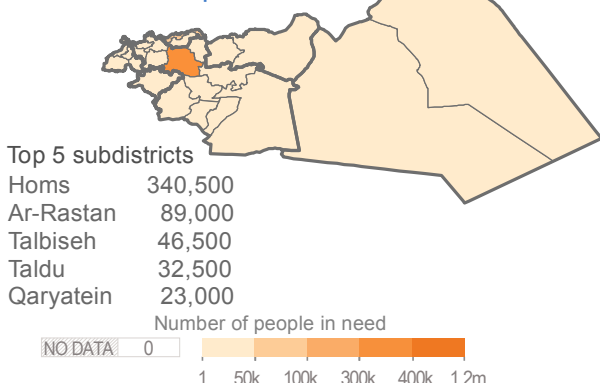 Top 5 subdistricts
Homs 340,500
Ar-Rastan 89,000
Talbiseh 46,500
Taldu 32,500
Qaryatein 23,000
Number of people in need
NO DATA 0
1 50k 100k 300k 400k 1.2m